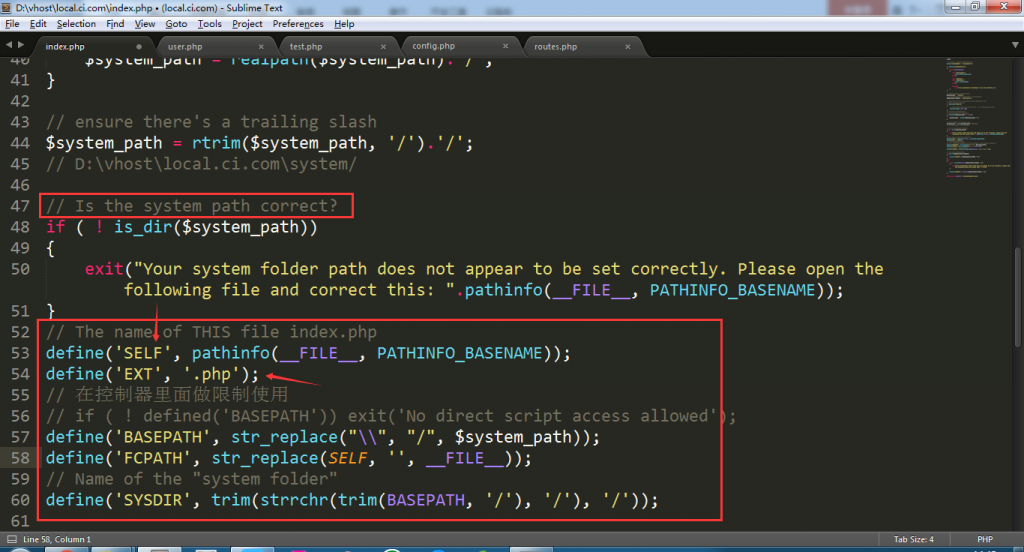 D:\vhost\local.ci.com\index.php • (local.ci.com) - Sublime Text
File Edit Selection Find View Goto Tools Project Preferences Help
index.php user.php test.php config.php routes.php
40 $system_path = realpath($system_path).'/';
41 }
42
43 // ensure there's a trailing slash
44 $system_path = rtrim($system_path, '/').'/';
45 // D:\vhost\local.ci.com\system/
46
47 // Is the system path correct?
48 if ( ! is_dir($system_path))
49 {
50 exit("Your system folder path does not appear to be set correctly. Please open the
following file and correct this: ".pathinfo(__FILE__, PATHINFO_BASENAME));
51 }
52 // The name of THIS file index.php
53 define('SELF', pathinfo(__FILE__, PATHINFO_BASENAME));
54 define('EXT', '.php');
55 // 在控制器里面做限制使用
56 // if ( ! defined('BASEPATH')) exit('No direct script access allowed');
57 define('BASEPATH', str_replace("\\", "/", $system_path));
58 define('FCPATH', str_replace(SELF, '', __FILE__));
59 // Name of the "system folder"
60 define('SYSDIR', trim(strrchr(trim(BASEPATH, '/'), '/'), '/'));
61
Line 58, Column 1 Tab Size: 4 PHP